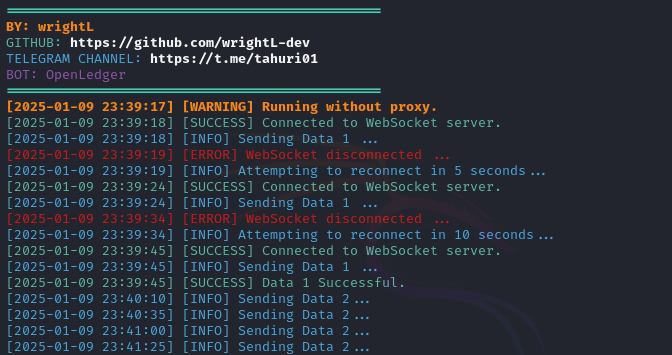 ==============================================
BY: wrightL
GITHUB: https://github.com/wrightL-dev
TELEGRAM CHANNEL: https://t.me/tahuri01
BOT: OpenLedger
==============================================
[2025-01-09 23:39:17] [WARNING] Running without proxy.
[2025-01-09 23:39:18] [SUCCESS] Connected to WebSocket server.
[2025-01-09 23:39:18] [INFO] Sending Data 1 ...
[2025-01-09 23:39:19] [ERROR] WebSocket disconnected ...
[2025-01-09 23:39:19] [INFO] Attempting to reconnect in 5 seconds...
[2025-01-09 23:39:24] [SUCCESS] Connected to WebSocket server.
[2025-01-09 23:39:24] [INFO] Sending Data 1 ...
[2025-01-09 23:39:34] [ERROR] WebSocket disconnected ...
[2025-01-09 23:39:34] [INFO] Attempting to reconnect in 10 seconds...
[2025-01-09 23:39:45] [SUCCESS] Connected to WebSocket server.
[2025-01-09 23:39:45] [INFO] Sending Data 1 ...
[2025-01-09 23:39:45] [SUCCESS] Data 1 Successful.
[2025-01-09 23:40:10] [INFO] Sending Data 2...
[2025-01-09 23:40:35] [INFO] Sending Data 2...
[2025-01-09 23:41:00] [INFO] Sending Data 2...
[2025-01-09 23:41:25] [INFO] Sending Data 2...